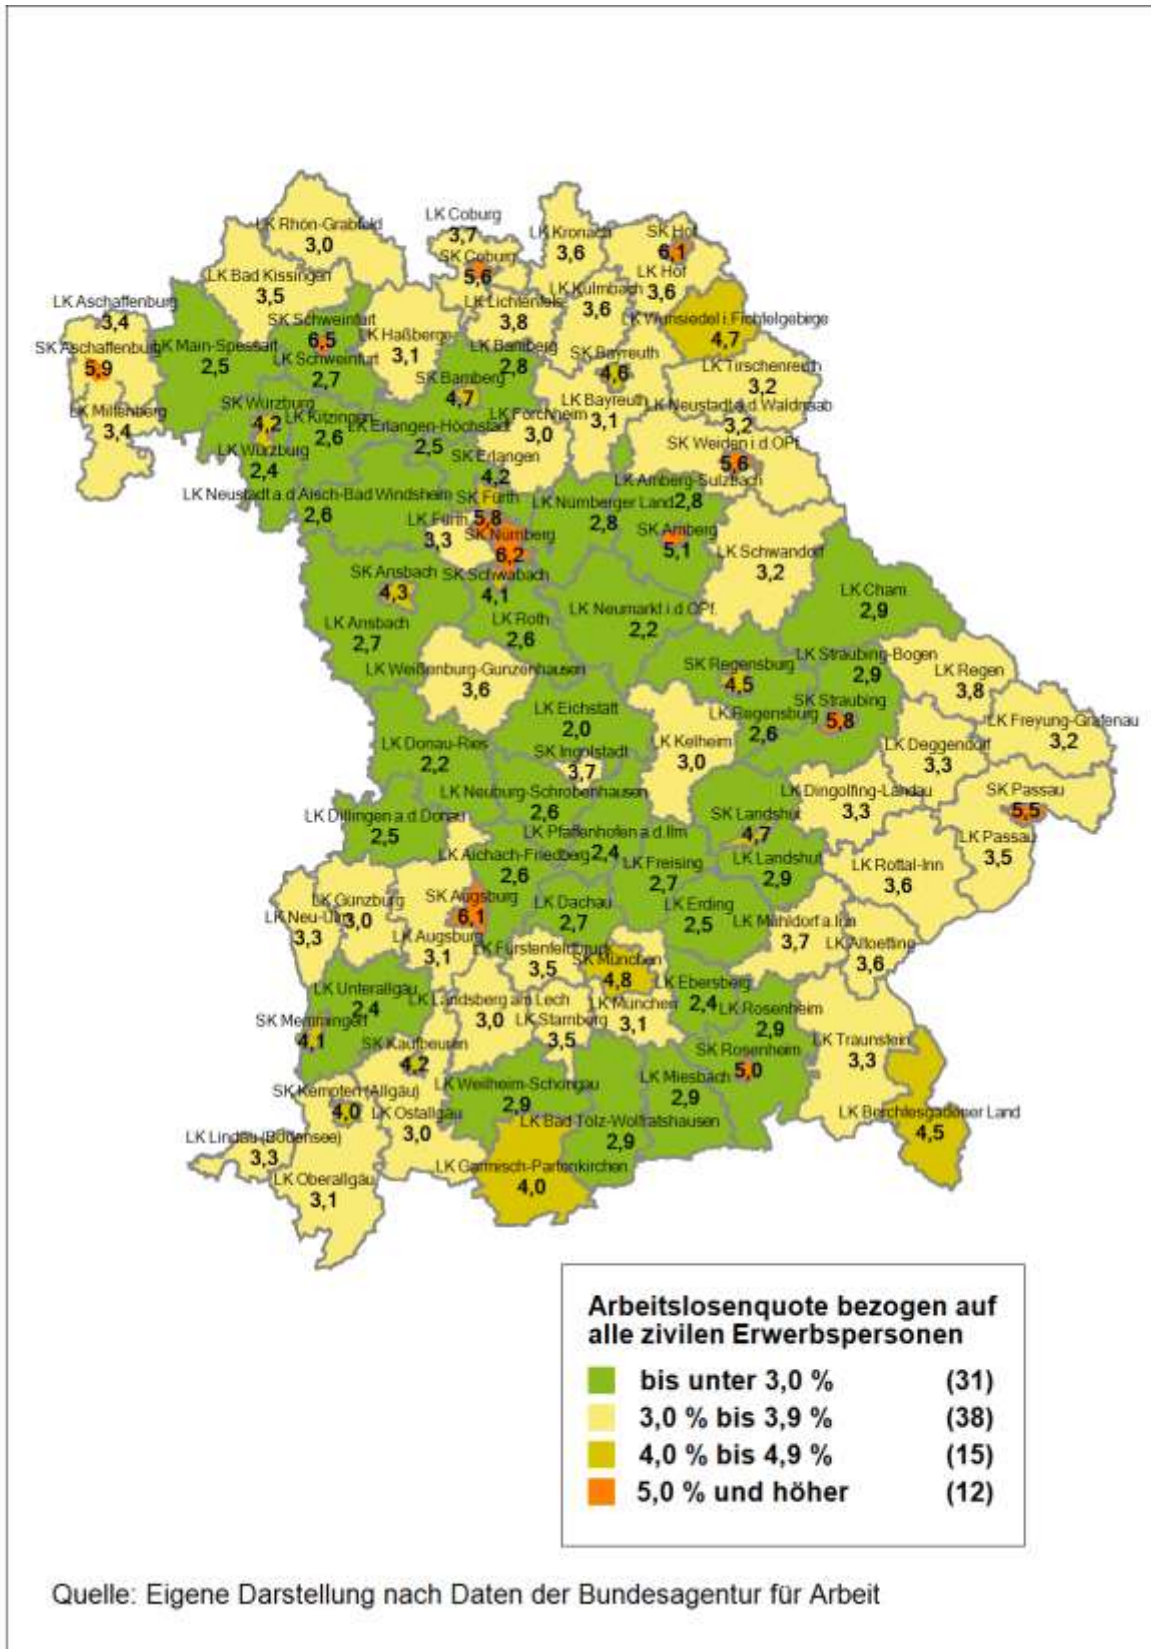 LK Rhön-Grabfeld
3,0
LK Coburg
3,7
SK Coburg
5,6
LK Kronach
3,6
SK Hof
6,1
LK Hof
3,6
LK Bad Kissingen
3,5
LK Kulmbach
3,6
LK Lichtenfels
3,8
LK Wunsiedel i.Fichtelgebirge
4,7
LK Aschaffenburg
3,4
SK Aschaffenburg
5,9
LK Main-Spessart
2,5
SK Schweinfurt
6,5
LK Schweinfurt
2,7
LK Haßberge
3,1
LK Bamberg
2,8
SK Bamberg
4,7
SK Bayreuth
4,6
LK Tirschenreuth
3,2
LK Bayreuth
3,1
LK Neustadt a.d.Waldnaab
3,2
LK Miltenberg
3,4
SK Würzburg
4,2
LK Kitzingen
2,6
LK Würzburg
2,4
LK Erlangen-Höchstadt
2,5
LK Forchheim
3,0
SK Erlangen
4,2
SK Weiden i.d.OPf.
5,6
LK Neustadt a.d.Aisch-Bad Windsheim
2,6
SK Fürth
5,8
LK Fürth
3,3
SK Nürnberg
6,2
LK Nürnberger Land
2,8
LK Amberg-Sulzbach
2,8
SK Amberg
5,1
LK Schwandorf
3,2
SK Ansbach
4,3
SK Schwabach
4,1
LK Ansbach
2,7
LK Roth
2,6
LK Neumarkt i.d.OPf.
2,2
LK Cham
2,9
LK Weißenburg-Gunzenhausen
3,6
SK Regensburg
4,5
LK Straubing-Bogen
2,9
LK Regen
3,8
SK Straubing
5,8
LK Regensburg
2,6
LK Freyung-Grafenau
3,2
LK Eichstätt
2,0
LK Donau-Ries
2,2
SK Ingolstadt
3,7
LK Kelheim
3,0
LK Deggendorf
3,3
LK Neuburg-Schrobenhausen
2,6
LK Dingolfing-Landau
3,3
SK Passau
5,5
LK Dillingen a.d.Donau
2,5
LK Pfaffenhofen a.d.Ilm
2,4
SK Landshut
4,7
LK Passau
3,5
LK Aichach-Friedberg
2,6
LK Freising
2,7
LK Landshut
2,9
LK Rottal-Inn
3,6
LK Günzburg
3,0
LK Neu-Ulm
3,3
SK Augsburg
6,1
LK Dachau
2,7
LK Erding
2,5
LK Mühldorf a.Inn
3,7
LK Augsburg
3,1
LK Fürstenfeldbruck
3,5
SK München
4,8
LK Altoetting
3,6
LK Unterallgäu
2,4
LK Landsberg am Lech
3,0
LK Starnberg
3,5
LK München
3,1
LK Ebersberg
2,4
LK Rosenheim
2,9
SK Memmingen
4,1
SK Kaufbeuren
4,2
SK Rosenheim
5,0
LK Traunstein
3,3
SK Kempten (Allgäu)
4,0
LK Weilheim-Schongau
2,9
LK Miesbach
2,9
LK Ostallgäu
3,0
LK Bad Tölz-Wolfratshausen
2,9
LK Berchtesgadener Land
4,5
LK Lindau (Bodensee)
3,3
LK Oberallgäu
3,1
LK Garmisch-Partenkirchen
4,0
Arbeitslosenquote bezogen auf
alle zivilen Erwerbspersonen
bis unter 3,0 % (31)
3,0 % bis 3,9 % (38)
4,0 % bis 4,9 % (15)
5,0 % und höher (12)
Quelle: Eigene Darstellung nach Daten der Bundesagentur für Arbeit